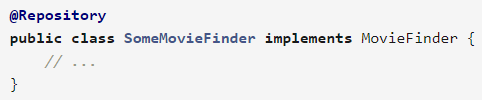 @Repository
public class SomeMovieFinder implements MovieFinder {
    // ...
}